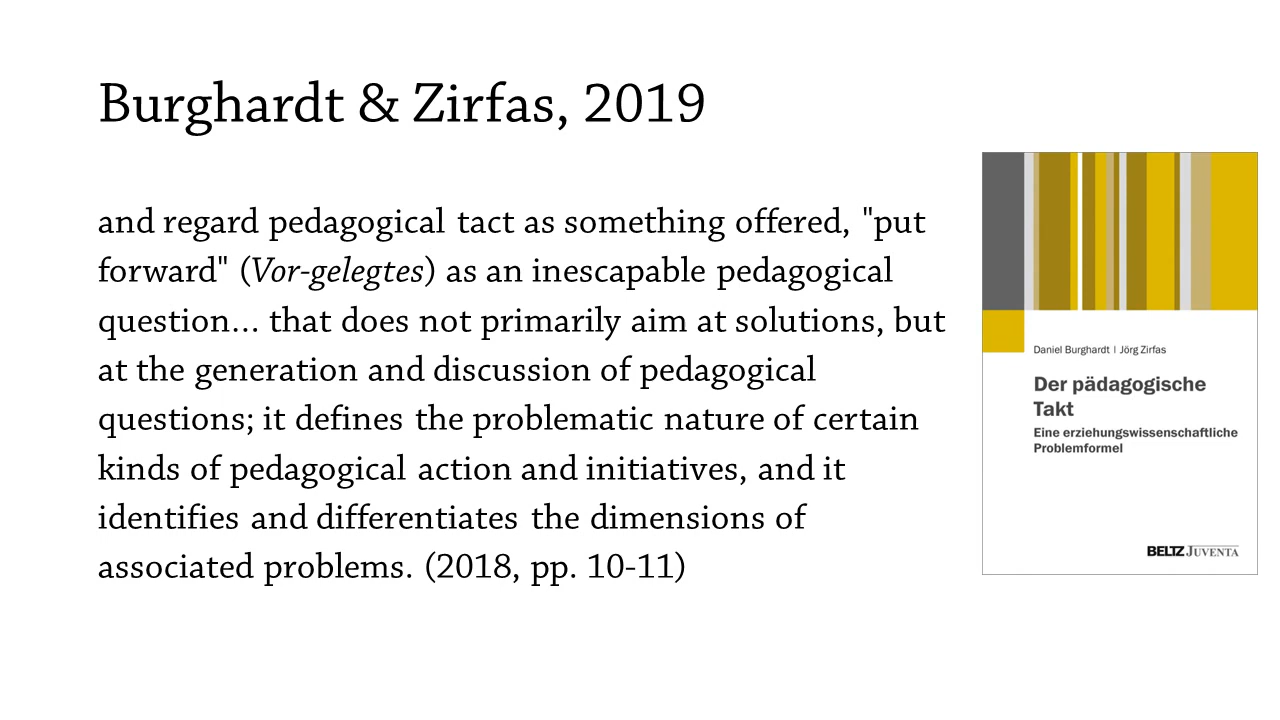 Burghardt & Zirfas, 2019
and regard pedagogical tact as something offered, "put
forward" (Vor-gelegtes) as an inescapable pedagogical
question... that does not primarily aim at solutions, but
at the generation and discussion of pedagogical
questions; it defines the problematic nature of certain
kinds of pedagogical action and initiatives, and it
identifies and differentiates the dimensions of
associated problems. (2018, pp. 10-11)
Daniel Burghardt | Jörg Zirfas
Der pädagogische
Takt
Eine erziehungswissenschaftliche
Problemformel
BELTZ JUVENTA